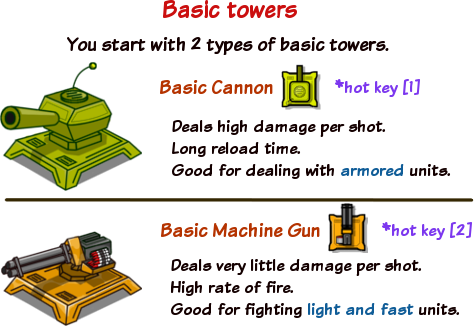 Basic towers
You start with 2 types of basic towers.
Basic Cannon *hot key [1]
Deals high damage per shot.
Long reload time.
Good for dealing with armored units.
Basic Machine Gun *hot key [2]
Deals very little damage per shot.
High rate of fire.
Good for fighting light and fast units.